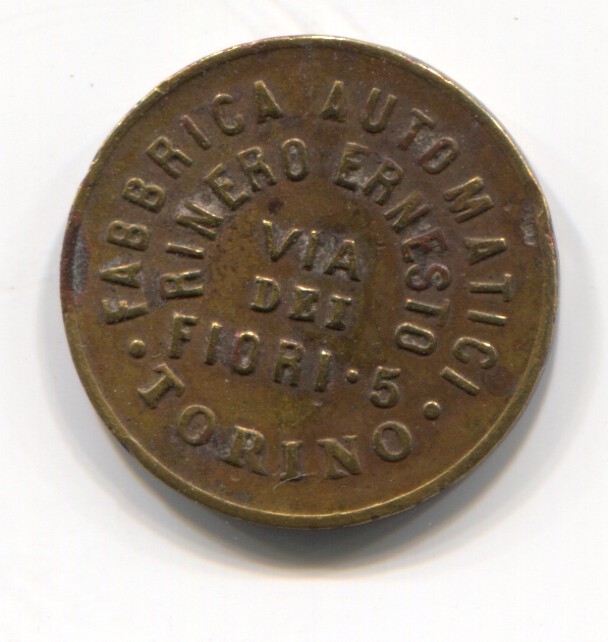 FABBRICA AUTOMATICI
RINERO ERNESTO
VIA
DEI
FIORI · 5
· TORINO ·